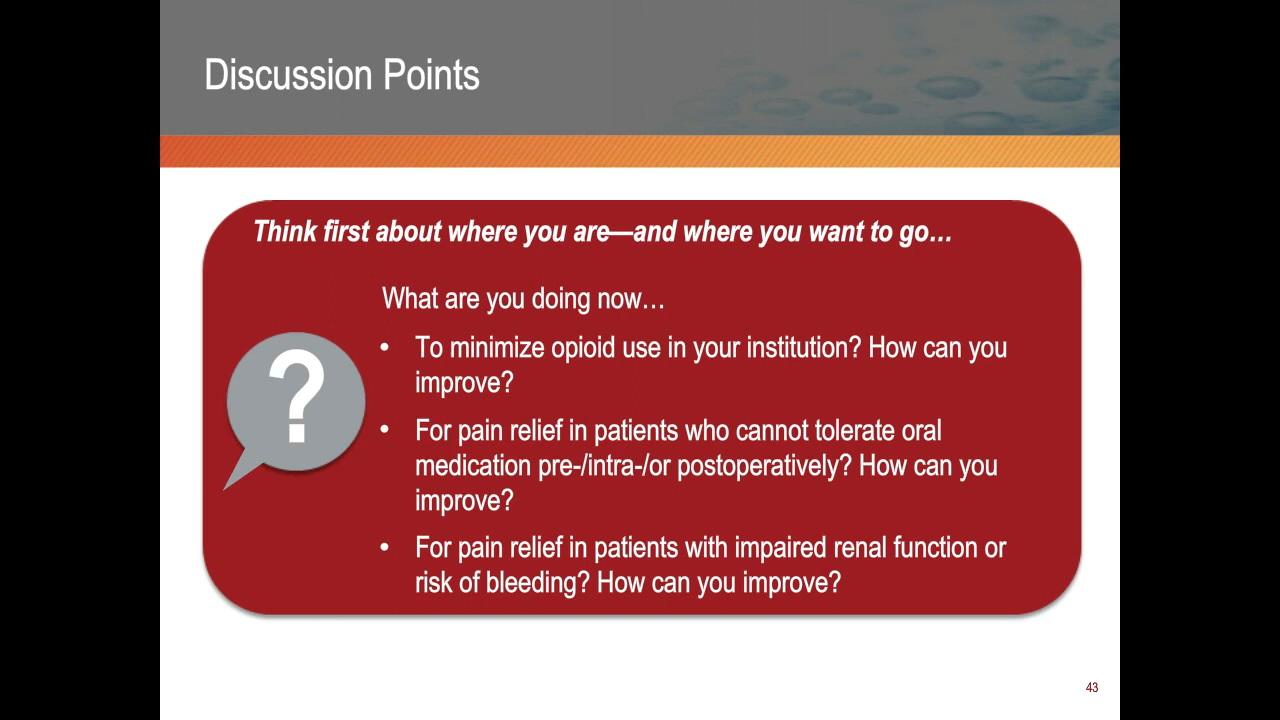 Discussion Points
Think first about where you are—and where you want to go…
What are you doing now…
• To minimize opioid use in your institution? How can you
improve?
• For pain relief in patients who cannot tolerate oral
medication pre-/intra-/or postoperatively? How can you
improve?
• For pain relief in patients with impaired renal function or
risk of bleeding? How can you improve?
?
43